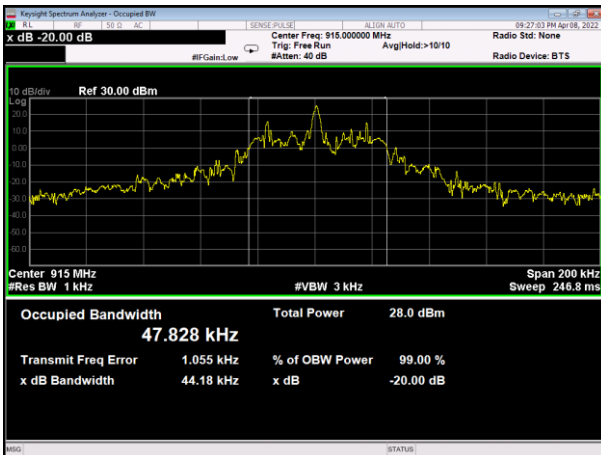 Keysight Spectrum Analyzer - Occupied BW
RL RF 50 Ω AC SENSE:PULSE ALIGN AUTO 09:27:03 PM Apr 08, 2022
x dB -20.00 dB Center Freq: 915.000000 MHz Radio Std: None
Trig: Free Run Avg|Hold:>10/10
#IFGain:Low #Atten: 40 dB Radio Device: BTS
10 dB/div Ref 30.00 dBm
Log
20.0
10.0
0.00
-10.0
-20.0
-30.0
-40.0
-50.0
-60.0
Center 915 MHz Span 200 kHz
#Res BW 1 kHz #VBW 3 kHz Sweep 246.8 ms
Occupied Bandwidth Total Power 28.0 dBm
47.828 kHz
Transmit Freq Error 1.055 kHz % of OBW Power 99.00 %
x dB Bandwidth 44.18 kHz x dB -20.00 dB
MSG STATUS